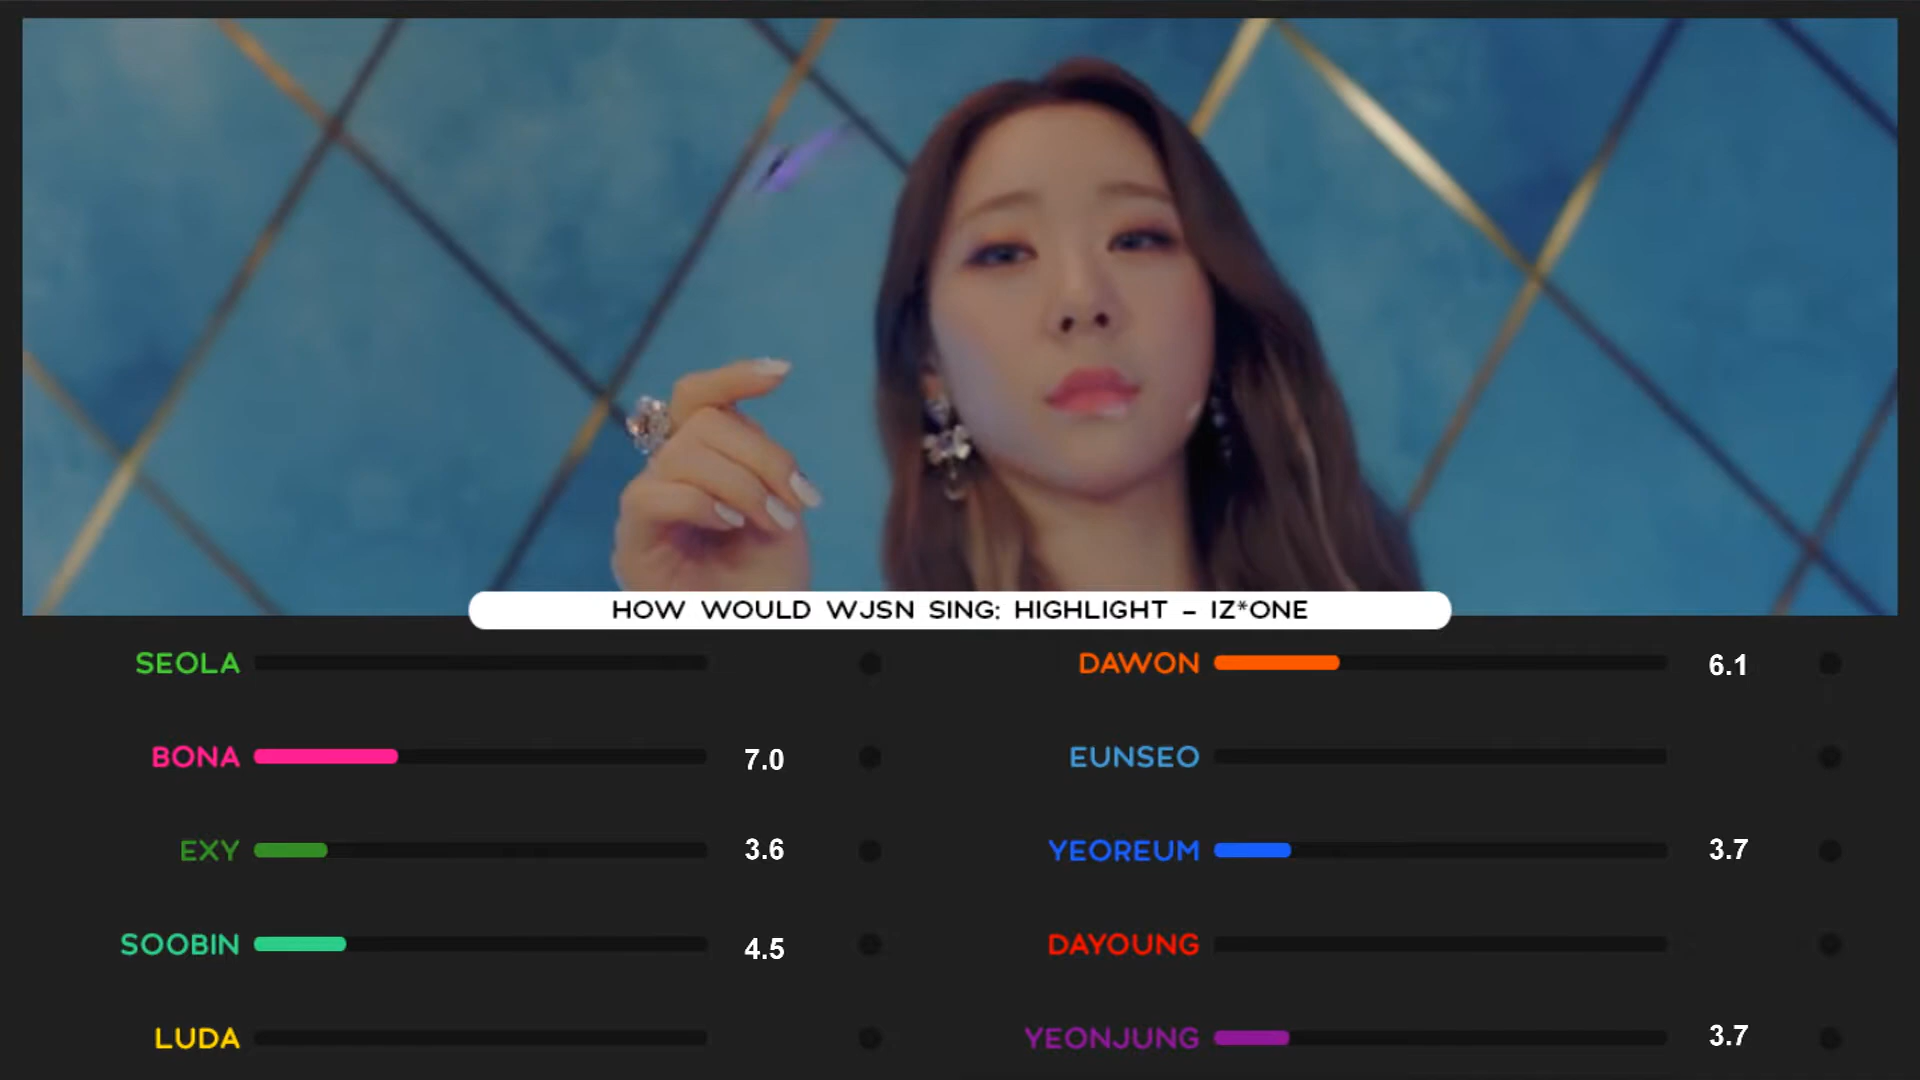 HOW WOULD WJSN SING: HIGHLIGHT - IZ*ONE
SEOLA
BONA 7.0
EXY 3.6
SOOBIN 4.5
LUDA
DAWON 6.1
EUNSEO
YEOREUM 3.7
DAYOUNG
YEONJUNG 3.7